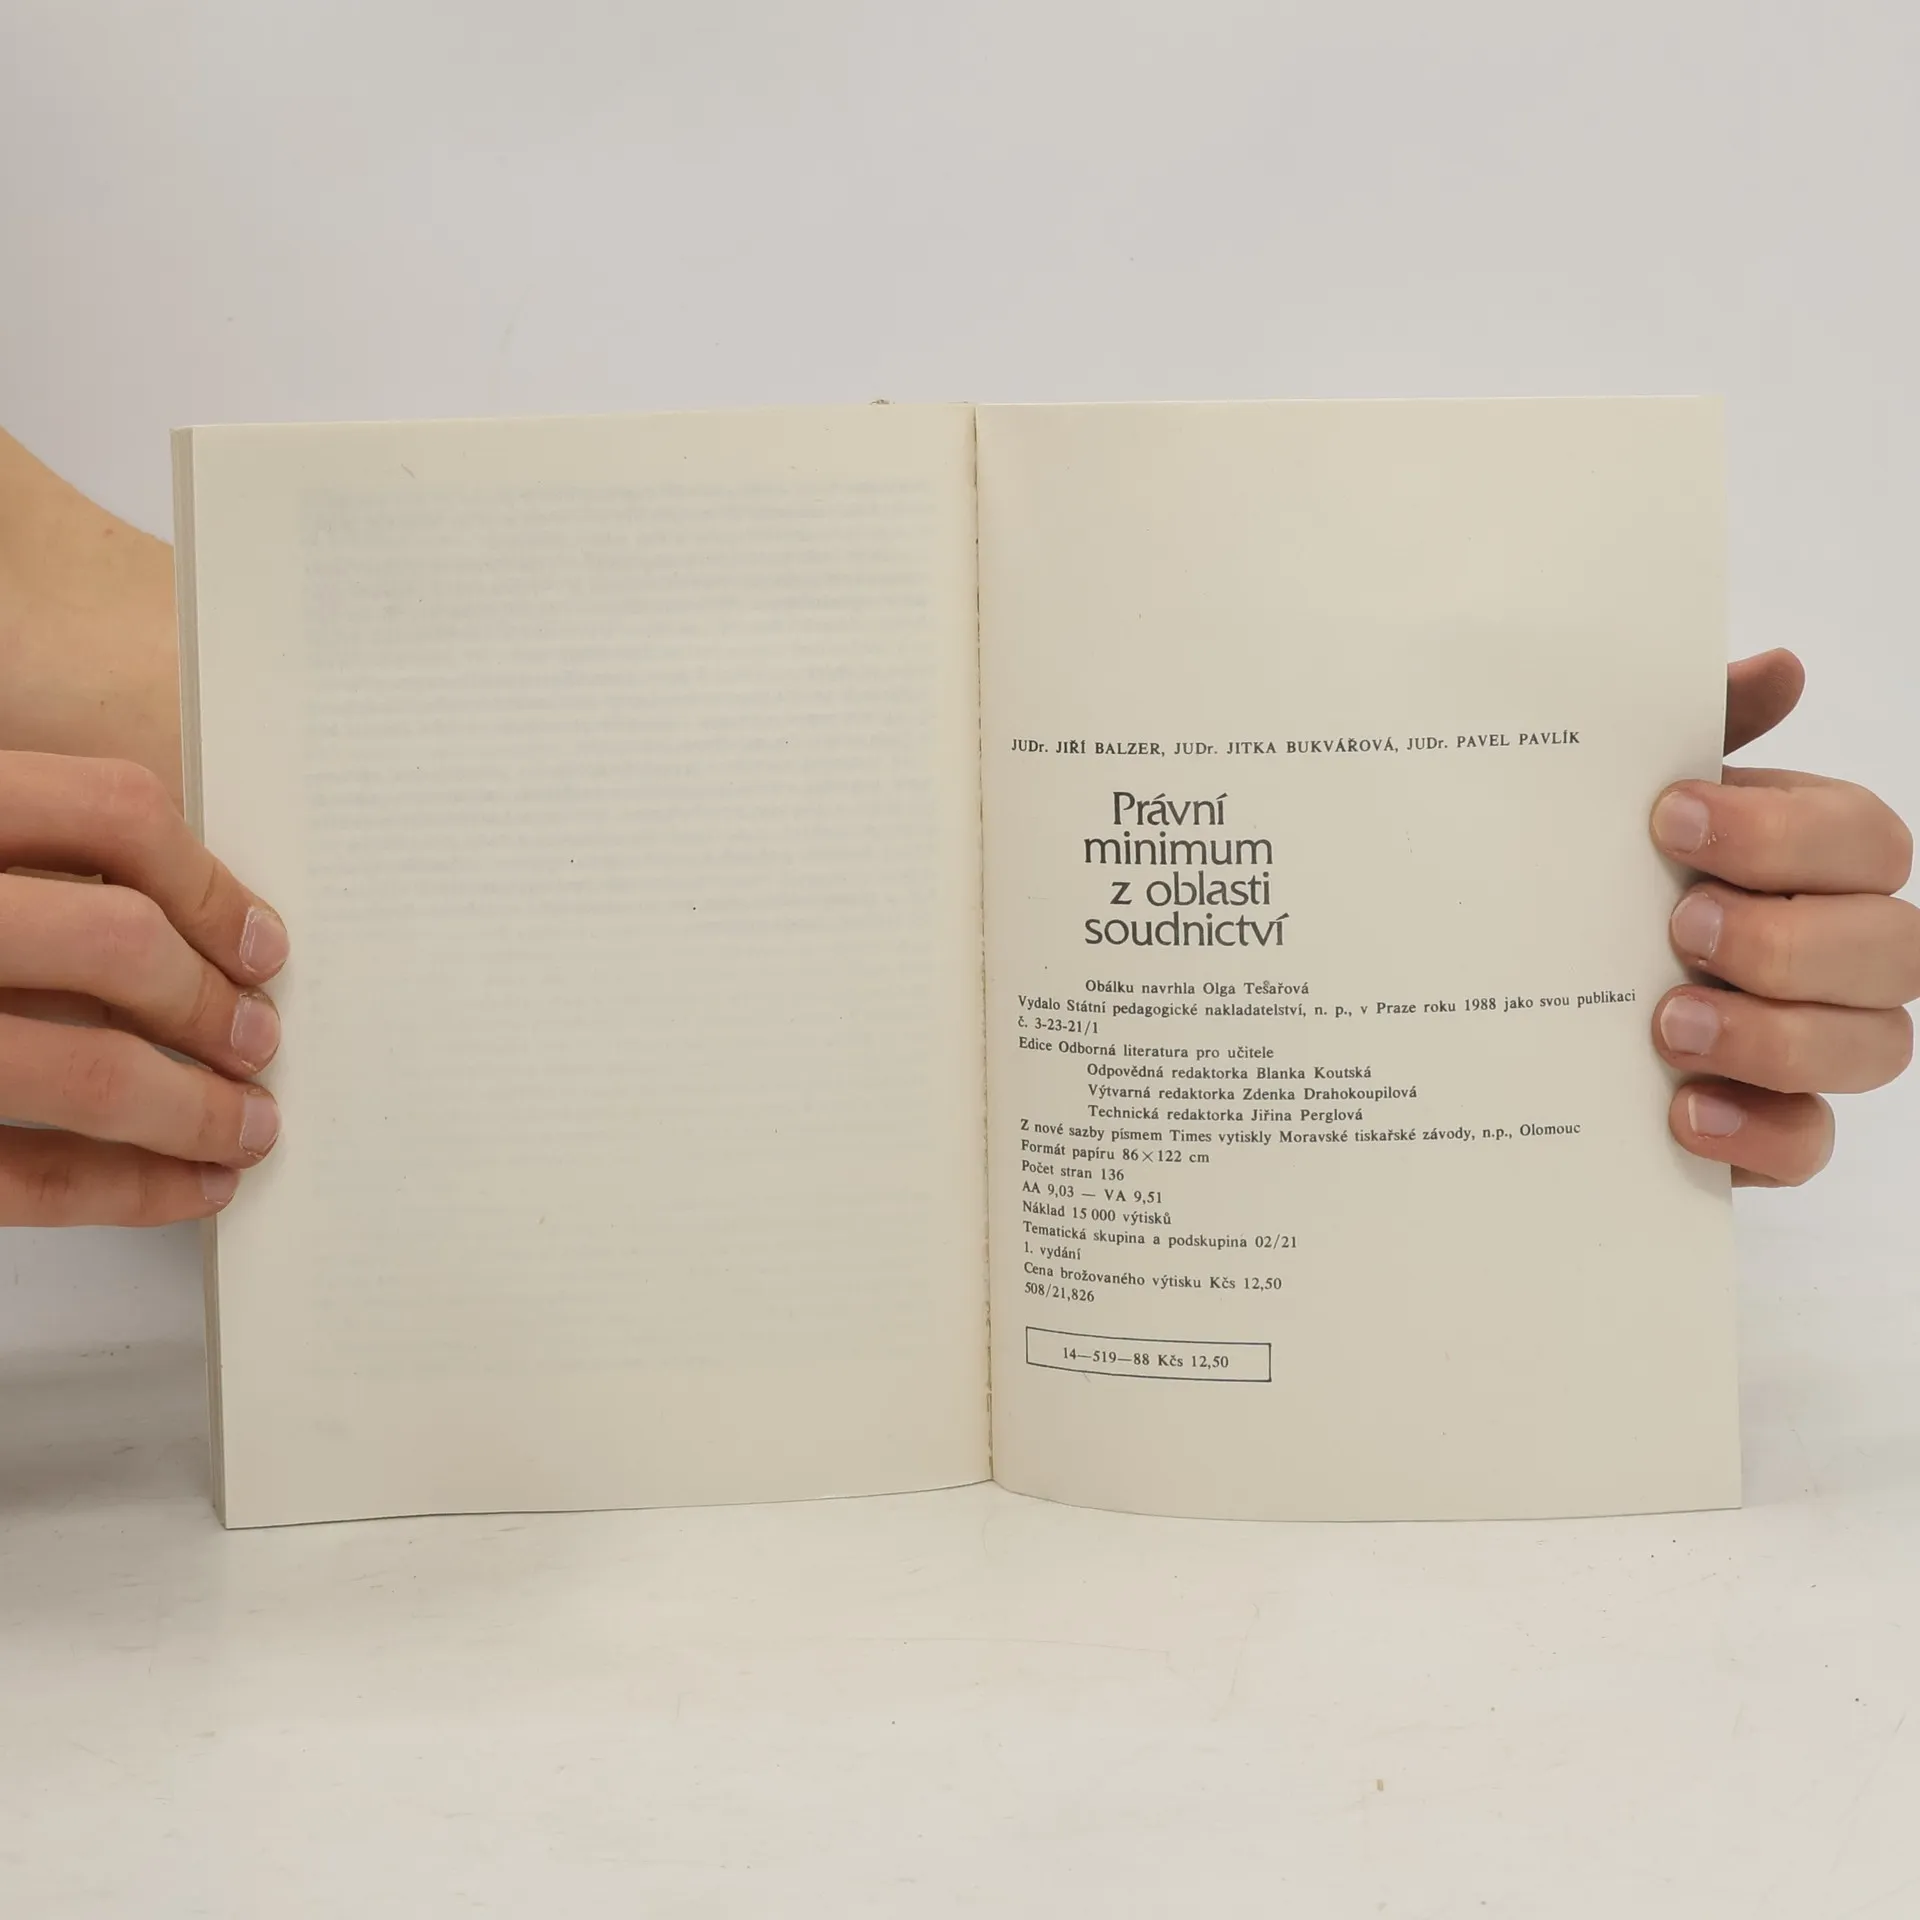 JUDr. JIŘÍ BALZER, JUDr. JITKA BUKVÁŘOVÁ, JUDr. PAVEL PAVLÍK
Právní
minimum
z oblasti
soudnictví
Obálku navrhla Olga Tesařová
Vydalo Státní pedagogické nakladatelství, n. p., v Praze roku 1988 jako svou publikaci
č. 3-23-21/1
Edice Odborná literatura pro učitele
Odpovědná redaktorka Blanka Koutská
Výtvarná redaktorka Zdenka Drahokoupilová
Technická redaktorka Jiřina Perglová
Z nové sazby písmem Times vytiskly Moravské tiskařské závody, n.p., Olomouc
Formát papíru 86×122 cm
Počet stran 136
AA 9,03 — VA 9,51
Náklad 15 000 výtisků
Tematická skupina a podskupina 02/21
1. vydání
Cena brožovaného výtisku Kčs 12,50
508/21,826
14—519—88 Kčs 12,50